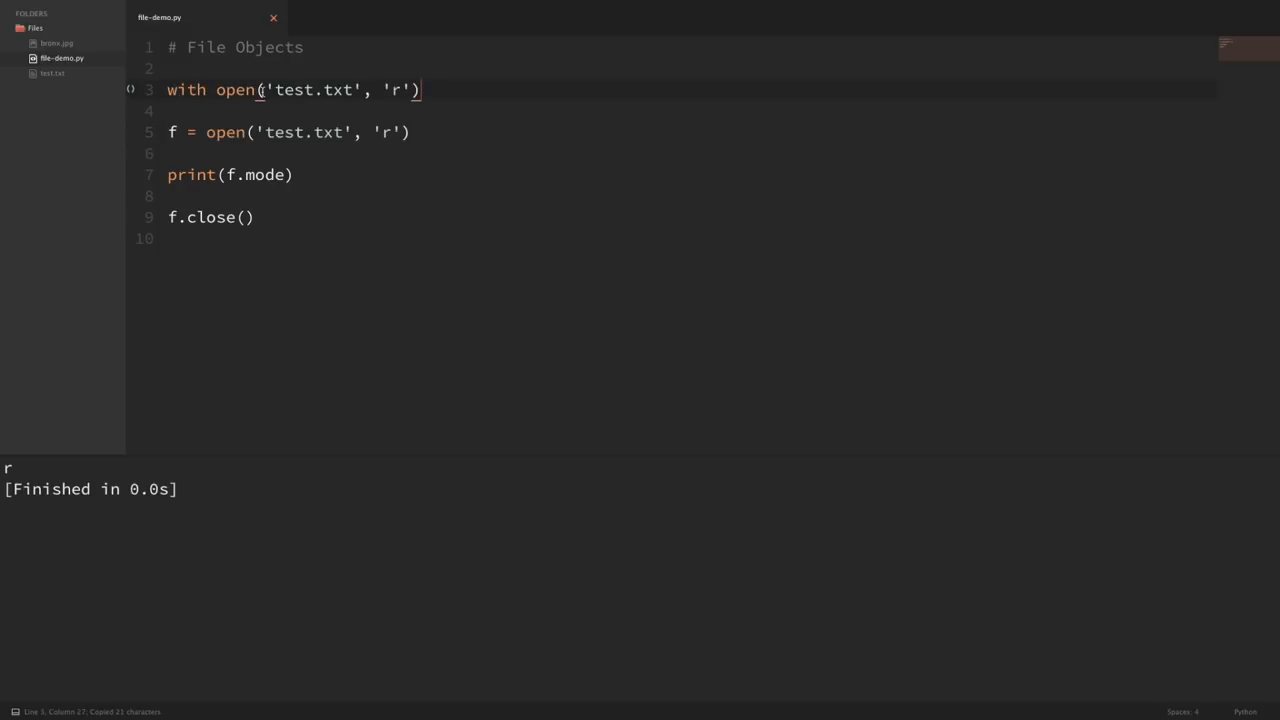 FOLDERS
Files
bronx.jpg
file-demo.py
test.txt
file-demo.py
1 # File Objects
2
3 with open('test.txt', 'r')
4
5 f = open('test.txt', 'r')
6
7 print(f.mode)
8
9 f.close()
10
r
[Finished in 0.0s]
Line 3, Column 27; Copied 21 characters
Spaces: 4
Python